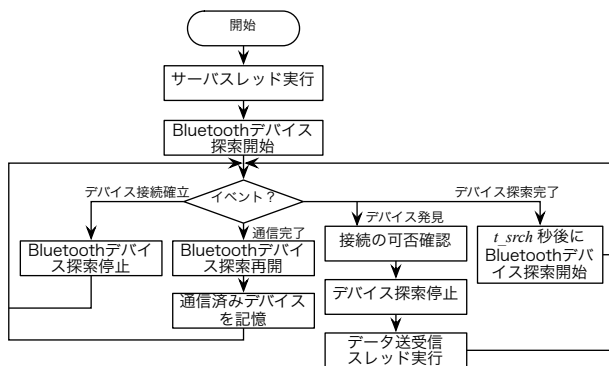 開始
サーバスレッド実行
Bluetoothデバイス
探索開始
イベント？
デバイス接続確立
通信完了
デバイス発見
デバイス探索完了
Bluetoothデバイ
ス探索停止
Bluetoothデバイ
ス探索再開
通信済みデバイス
を記憶
接続の可否確認
デバイス探索停止
データ送受信
スレッド実行
t_srch 秒後に
Bluetoothデバ
イス探索開始